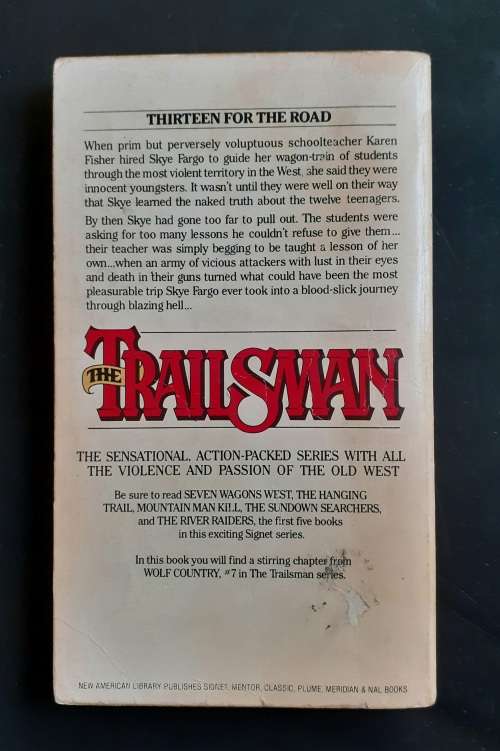 THIRTEEN FOR THE ROAD
When prim but perversely voluptuous schoolteacher Karen
Fisher hired Skye Fargo to guide her wagon-train of students
through the most violent territory in the West, she said they were
innocent youngsters. It wasn't until they were well on their way
that Skye learned the naked truth about the twelve teenagers.
By then Skye had gone too far to pull out. The students were
asking for too many lessons he couldn't refuse to give them...
their teacher was simply begging to be taught a lesson of her
own...when an army of vicious attackers with lust in their eyes
and death in their guns turned what could have been the most
pleasurable trip Skye Fargo ever took into a blood-slick journey
through blazing hell...
THE TRAILSMAN
THE SENSATIONAL, ACTION-PACKED SERIES WITH ALL
THE VIOLENCE AND PASSION OF THE OLD WEST
Be sure to read SEVEN WAGONS WEST, THE HANGING
TRAIL, MOUNTAIN MAN KILL, THE SUNDOWN SEARCHERS,
and THE RIVER RAIDERS, the first five books
in this exciting Signet series.
In this book you will find a stirring chapter from
WOLF COUNTRY, #7 in The Trailsman series.
NEW AMERICAN LIBRARY PUBLISHES SIGNET, MENTOR, CLASSIC, PLUME, MERIDIAN & NAL BOOKS